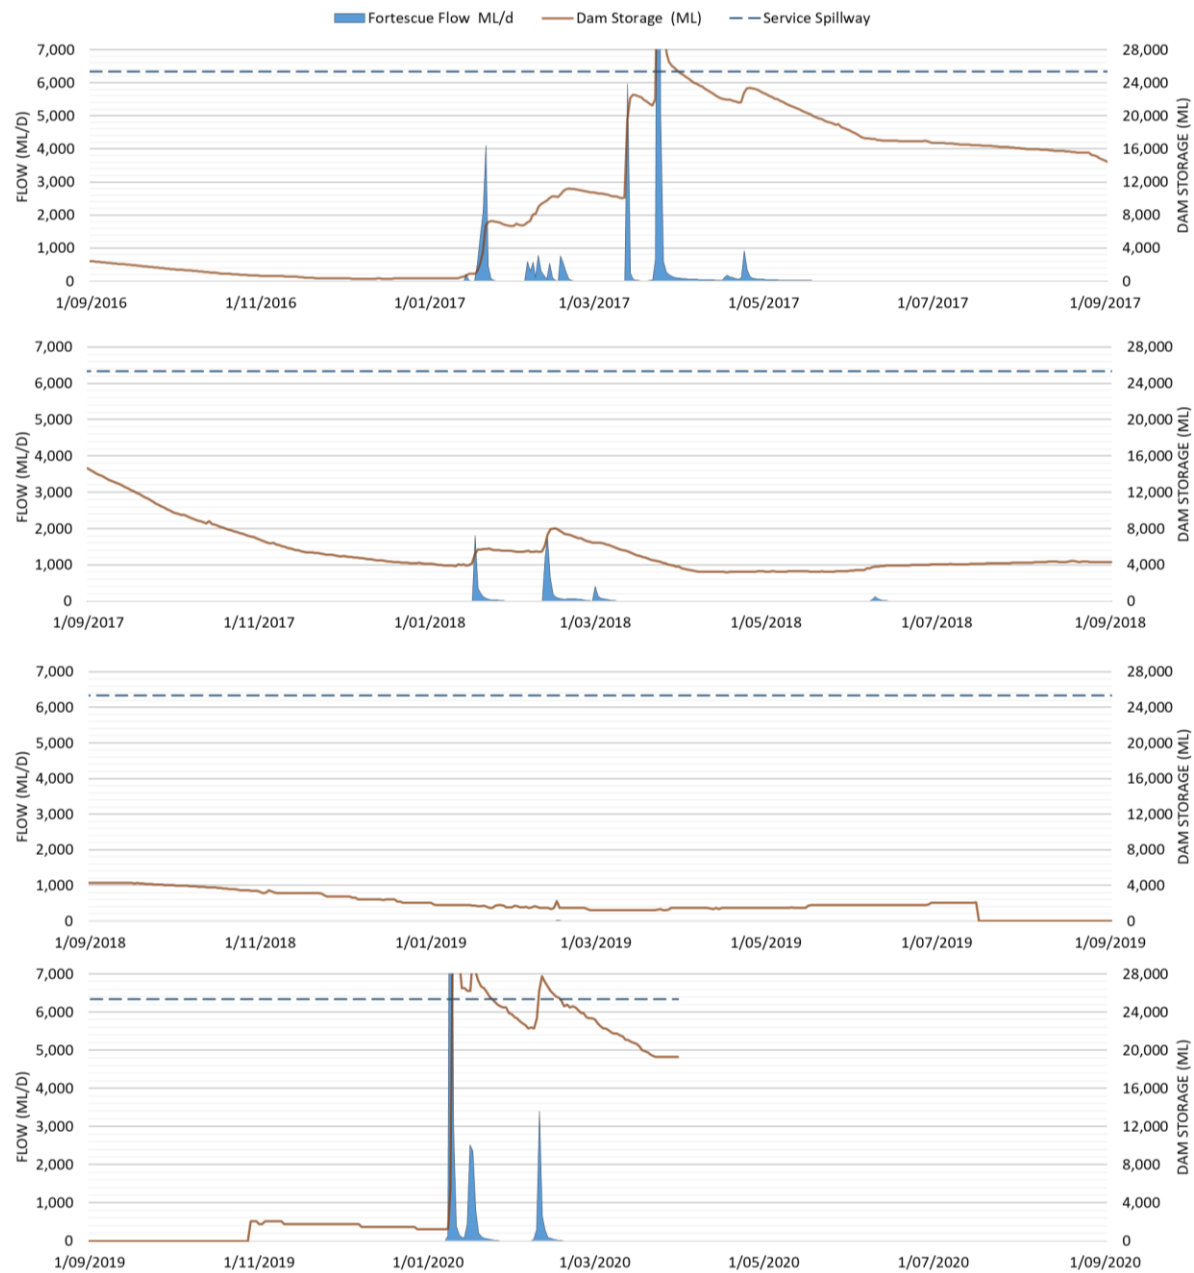 Fortescue Flow ML/d Dam Storage (ML) Service Spillway
7,000 28,000
6,000 24,000
5,000 20,000
4,000 16,000
3,000 12,000
2,000 8,000
1,000 4,000
0 0
FLOW (ML/D)
DAM STORAGE (ML)
1/09/2016 1/11/2016 1/01/2017 1/03/2017 1/05/2017 1/07/2017 1/09/2017
7,000 28,000
6,000 24,000
5,000 20,000
4,000 16,000
3,000 12,000
2,000 8,000
1,000 4,000
0 0
FLOW (ML/D)
DAM STORAGE (ML)
1/09/2017 1/11/2017 1/01/2018 1/03/2018 1/05/2018 1/07/2018 1/09/2018
7,000 28,000
6,000 24,000
5,000 20,000
4,000 16,000
3,000 12,000
2,000 8,000
1,000 4,000
0 0
FLOW (ML/D)
DAM STORAGE (ML)
1/09/2018 1/11/2018 1/01/2019 1/03/2019 1/05/2019 1/07/2019 1/09/2019
7,000 28,000
6,000 24,000
5,000 20,000
4,000 16,000
3,000 12,000
2,000 8,000
1,000 4,000
0 0
FLOW (ML/D)
DAM STORAGE (ML)
1/09/2019 1/11/2019 1/01/2020 1/03/2020 1/05/2020 1/07/2020 1/09/2020